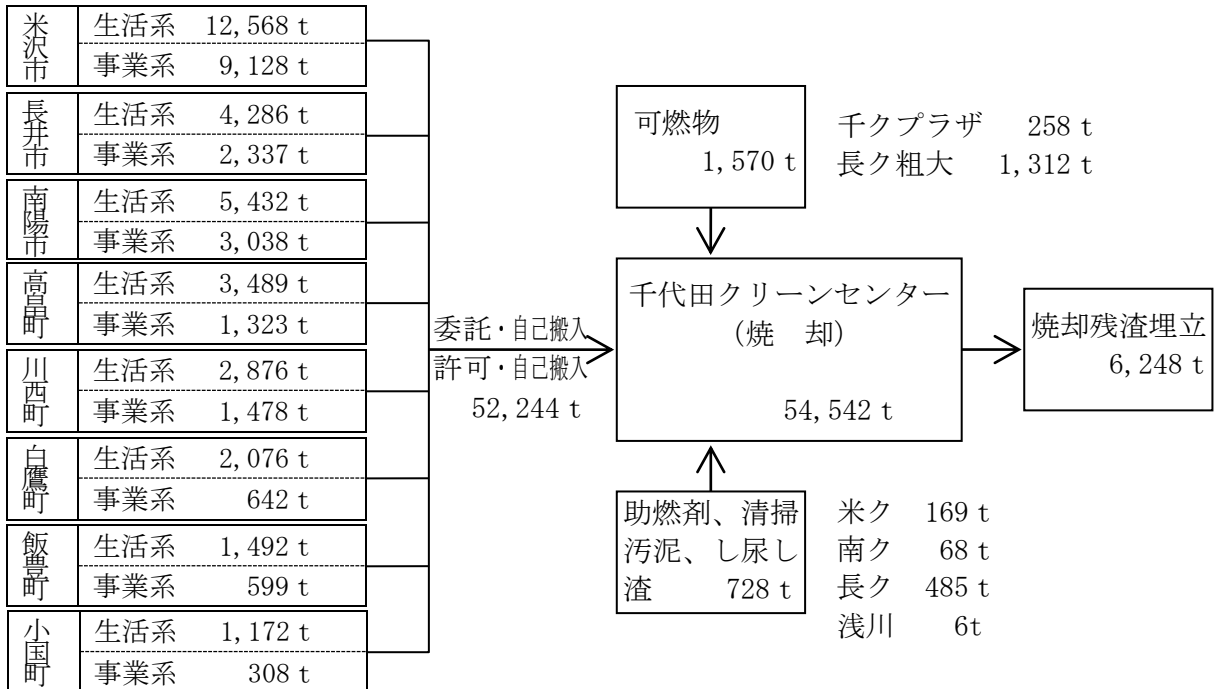 米沢市
生活系 12,568 t
事業系 9,128 t
長井市
生活系 4,286 t
事業系 2,337 t
南陽市
生活系 5,432 t
事業系 3,038 t
高畠町
生活系 3,489 t
事業系 1,323 t
川西町
生活系 2,876 t
事業系 1,478 t
白鷹町
生活系 2,076 t
事業系 642 t
飯豊町
生活系 1,492 t
事業系 599 t
小国町
生活系 1,172 t
事業系 308 t
委託・自己搬入
許可・自己搬入
52,244 t
可燃物
1,570 t
千クプラザ 258 t
長ク粗大 1,312 t
千代田クリーンセンター
(焼 却)
54,542 t
焼却残渣埋立
6,248 t
助燃剤、清掃
汚泥、し尿し
渣 728 t
米ク 169 t
南ク 68 t
長ク 485 t
浅川 6t